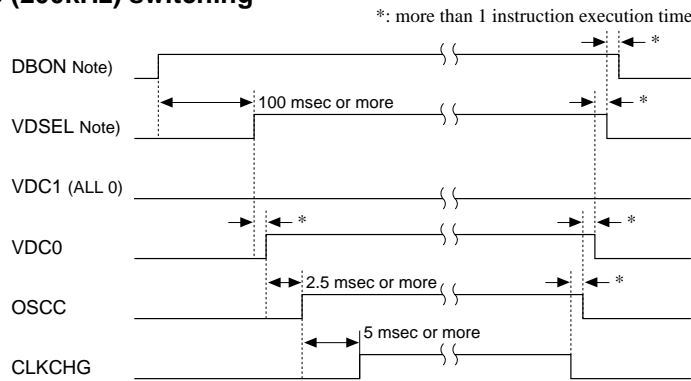 (200kHz) switching
*: more than 1 instruction execution time
*
DBON Note)
100 msec or more
*
VDSEL Note)
VDC1 (ALL 0)
*
*
VDC0
2.5 msec or more
*
OSCC
5 msec or more
CLKCHG